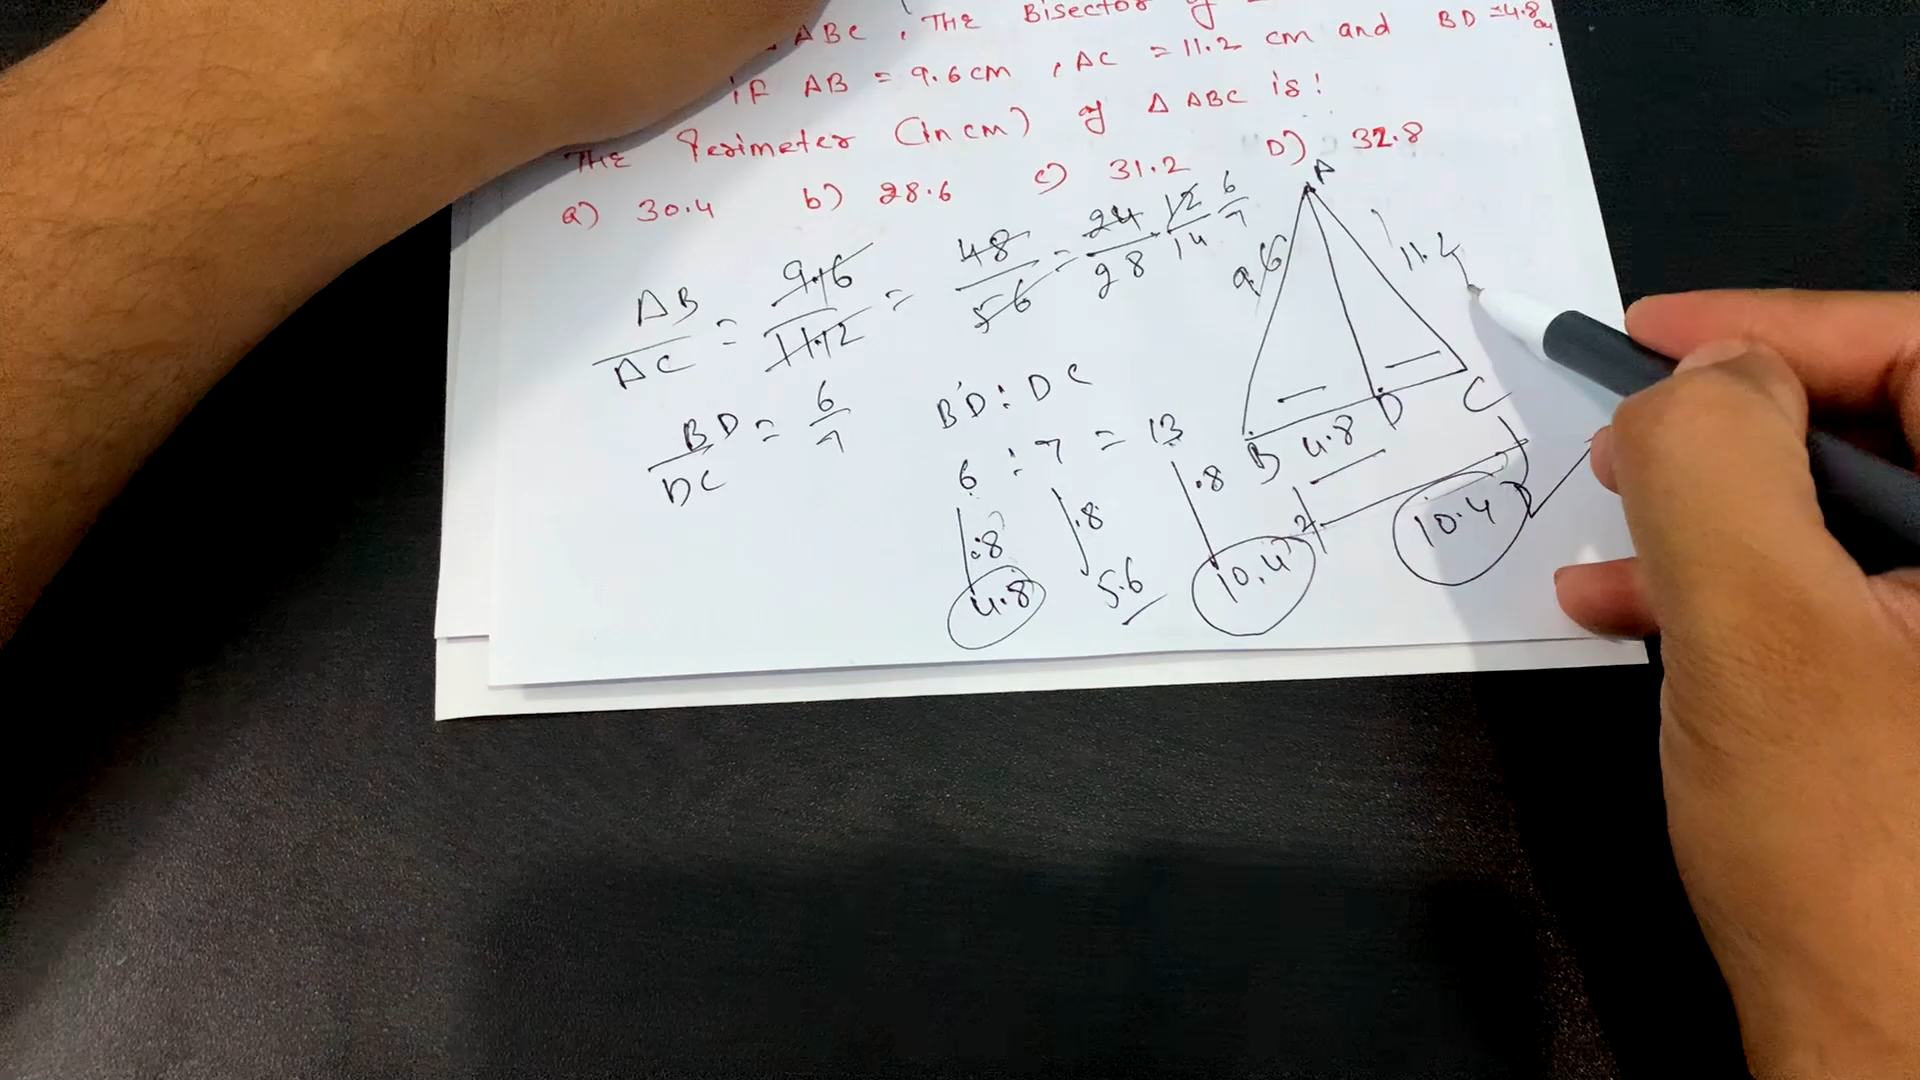 ABC, THE Bisector of
if AB = 9.6 cm, AC = 11.2 cm and BD = 4.8 cm.
THE Perimeter (in cm) of Δ ABC is!
a) 30.4 b) 28.6 c) 31.2 D) 32.8
AB/AC = 9.6/11.2 = 48/56 = 24/28 12/14 6/7
BD/DC = 6/7
BD : DC
6 : 7 = 13
.8 .8 .8
4.8 5.6 10.4
A
9.6 11.2
B 4.8 D C
10.4